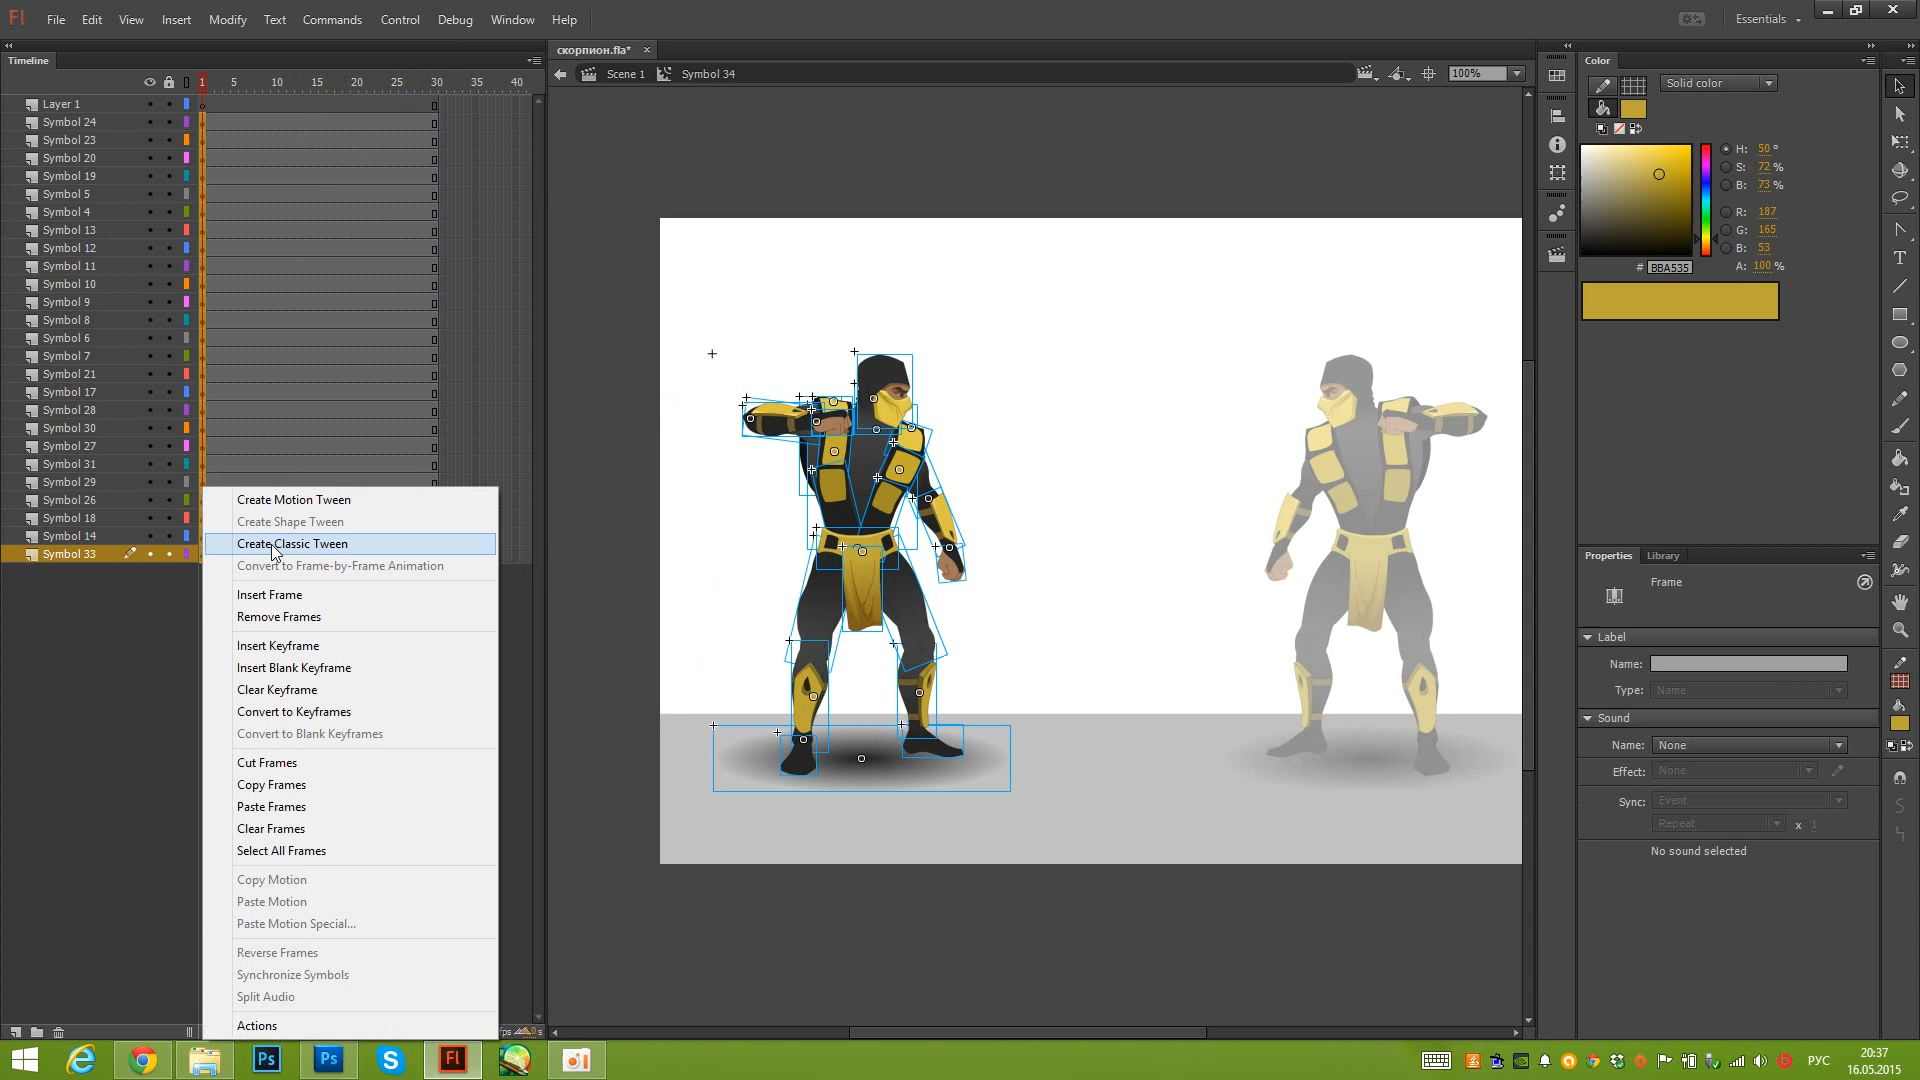 Fl File Edit View Insert Modify Text Commands Control Debug Window Help Essentials
Timeline
скорпион.fla*
Scene 1 Symbol 34 100%
1 5 10 15 20 25 30 35 40
Layer 1
Symbol 24
Symbol 23
Symbol 20
Symbol 19
Symbol 5
Symbol 4
Symbol 13
Symbol 12
Symbol 11
Symbol 10
Symbol 9
Symbol 8
Symbol 6
Symbol 7
Symbol 21
Symbol 17
Symbol 28
Symbol 30
Symbol 27
Symbol 31
Symbol 29
Symbol 26
Symbol 18
Symbol 14
Symbol 33
Create Motion Tween
Create Shape Tween
Create Classic Tween
Convert to Frame-by-Frame Animation
Insert Frame
Remove Frames
Insert Keyframe
Insert Blank Keyframe
Clear Keyframe
Convert to Keyframes
Convert to Blank Keyframes
Cut Frames
Copy Frames
Paste Frames
Clear Frames
Select All Frames
Copy Motion
Paste Motion
Paste Motion Special...
Reverse Frames
Synchronize Symbols
Split Audio
Actions
Color
Solid color
H: 50 °
S: 72 %
B: 73 %
R: 187
G: 165
B: 53
# BBA535 A: 100 %
Properties Library
Frame
Label
Name:
Type: Name
Sound
Name: None
Effect: None
Sync: Event
Repeat x 1
No sound selected
Ps Ps Fl
РУС
20:37
16.05.2015